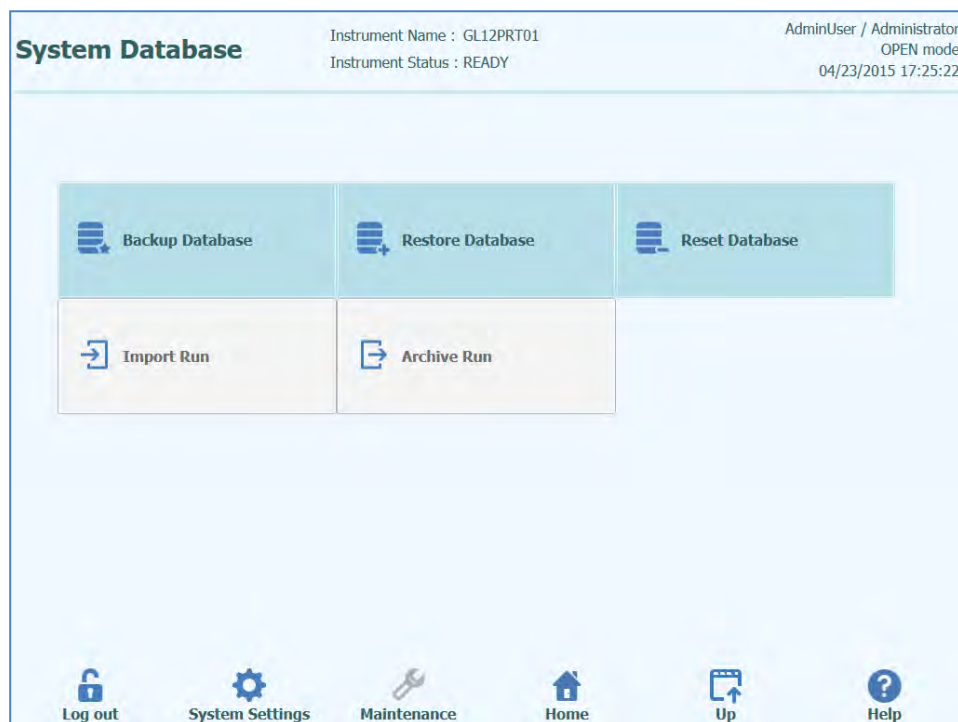 System Database
Instrument Name : GL12PRT01
Instrument Status : READY
AdminUser / Administrator
OPEN mode
04/23/2015 17:25:22
Backup Database
Restore Database
Reset Database
Import Run
Archive Run
Log out
System Settings
Maintenance
Home
Up
Help